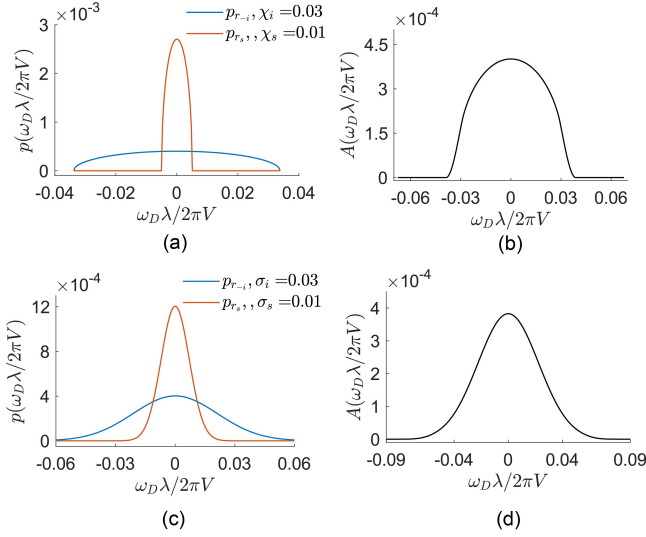 ×10⁻³
p_{r_{-i}}, χ_i = 0.03
p_{r_s}, , χ_s = 0.01
p(ω_D λ/2πV)
3
1.5
0
-0.04 -0.02 0 0.02 0.04
ω_D λ/2πV
(a)
×10⁻⁴
A(ω_D λ/2πV)
4.5
3
1.5
0
-0.06 -0.03 0 0.03 0.06
ω_D λ/2πV
(b)
×10⁻⁴
p_{r_{-i}}, σ_i = 0.03
p_{r_s}, , σ_s = 0.01
p(ω_D λ/2πV)
12
8
4
0
-0.06 -0.03 0 0.03 0.06
ω_D λ/2πV
(c)
×10⁻⁴
A(ω_D λ/2πV)
4
3
2
1
0
-0.09 -0.04 0 0.04 0.09
ω_D λ/2πV
(d)